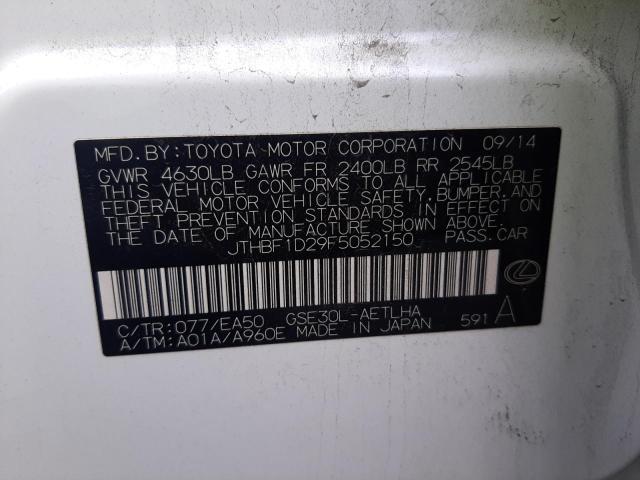 MFD. BY: TOYOTA MOTOR CORPORATION 09/14
GVWR 4630LB GAWR FR 2400LB RR 2545LB
THIS VEHICLE CONFORMS TO ALL APPLICABLE
FEDERAL MOTOR VEHICLE SAFETY, BUMPER, AND
THEFT PREVENTION STANDARDS IN EFFECT ON
THE DATE OF MANUFACTURE SHOWN ABOVE.
JTHBF1D29F5052150 PASS. CAR
C/TR: 077/EA50 GSE30L-AETLHA
A/TM: A01A/A960E MADE IN JAPAN 591 A